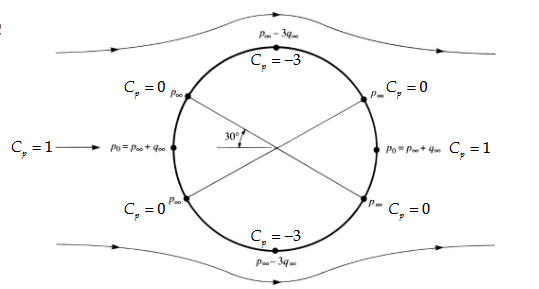 p∞ − 3q∞
Cₚ = −3
Cₚ = 0 p∞
p∞ Cₚ = 0
30°
Cₚ = 1 p₀ = p∞ + q∞
p₀ = p∞ + q∞ Cₚ = 1
Cₚ = 0 p∞
p∞ Cₚ = 0
Cₚ = −3
p∞ − 3q∞